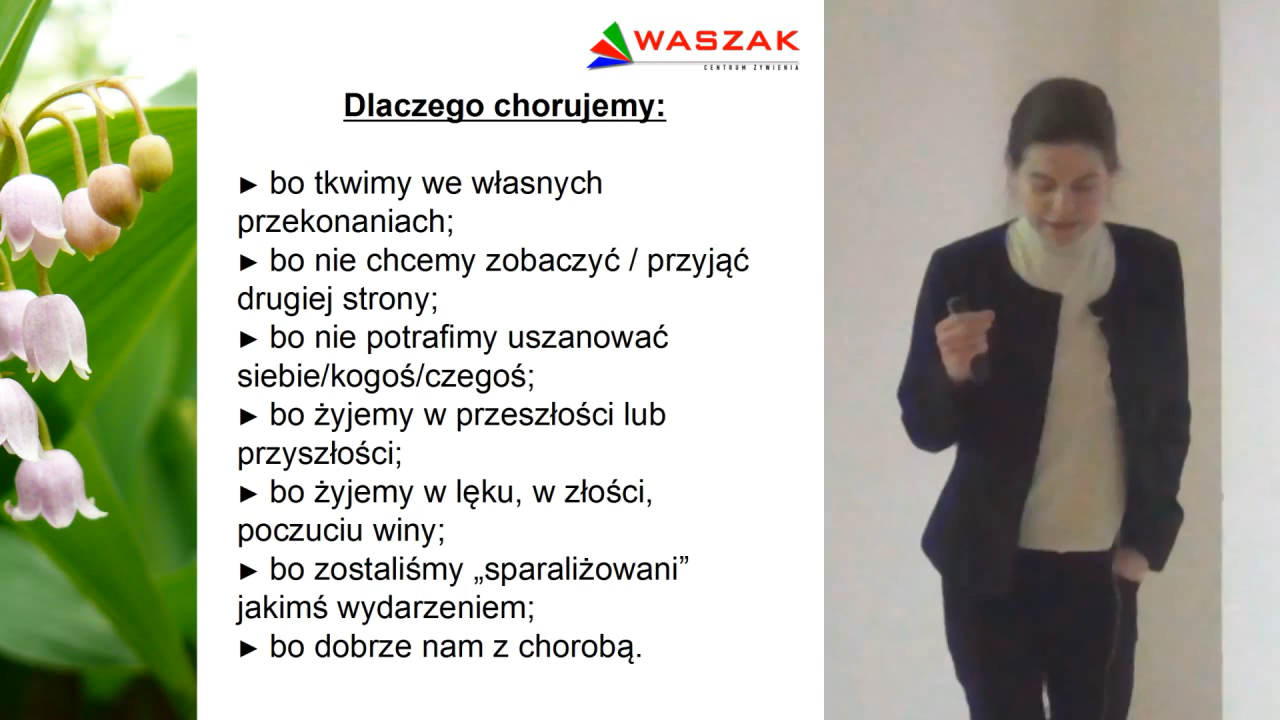 WASZAK
CENTRUM ŻYWIENIA
Dlaczego chorujemy:
► bo tkwimy we własnych
przekonaniach;
► bo nie chcemy zobaczyć / przyjąć
drugiej strony;
► bo nie potrafimy uszanować
siebie/kogoś/czegoś;
► bo żyjemy w przeszłości lub
przyszłości;
► bo żyjemy w lęku, w złości,
poczuciu winy;
► bo zostaliśmy „sparaliżowani”
jakimś wydarzeniem;
► bo dobrze nam z chorobą.